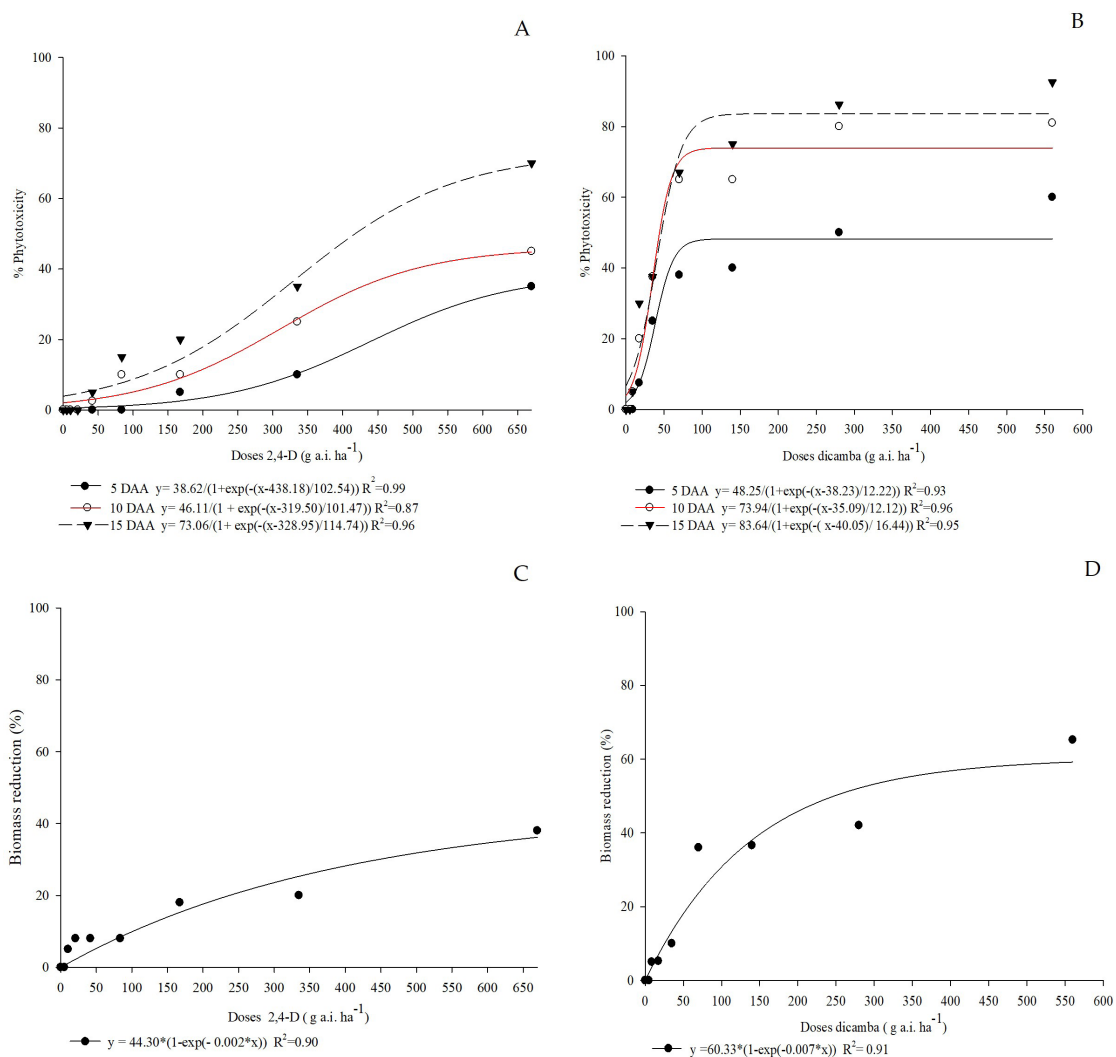 A
100
80
60
40
20
0
% Phytotoxicity
0 50 100 150 200 250 300 350 400 450 500 550 600 650
Doses 2,4-D (g a.i. ha⁻¹)
5 DAA y= 38.62/(1+exp(-(x-438.18)/102.54)) R²=0.99
10 DAA y= 46.11/(1 + exp(-(x-319.50)/101.47)) R²=0.87
15 DAA y= 73.06/(1+ exp(-(x-328.95)/114.74)) R²=0.96
B
100
80
60
40
20
0
% Phytotoxicity
0 50 100 150 200 250 300 350 400 450 500 550 600
Doses dicamba (g a.i. ha⁻¹)
5 DAA y= 48.25/(1+exp(-(x-38.23)/12.22)) R²=0.93
10 DAA y= 73.94/(1+exp(-(x-35.09)/12.12)) R²=0.96
15 DAA y= 83.64/(1+exp(-( x-40.05)/ 16.44)) R²=0.95
C
100
80
60
40
20
0
Biomass reduction (%)
0 50 100 150 200 250 300 350 400 450 500 550 600 650
Doses 2,4-D ( g a.i. ha⁻¹)
y = 44.30*(1-exp(- 0.002*x)) R²=0.90
D
100
80
60
40
20
0
Biomass reduction (%)
0 50 100 150 200 250 300 350 400 450 500 550 600
Doses dicamba ( g a.i. ha⁻¹)
y =60.33*(1-exp(-0.007*x)) R²= 0.91